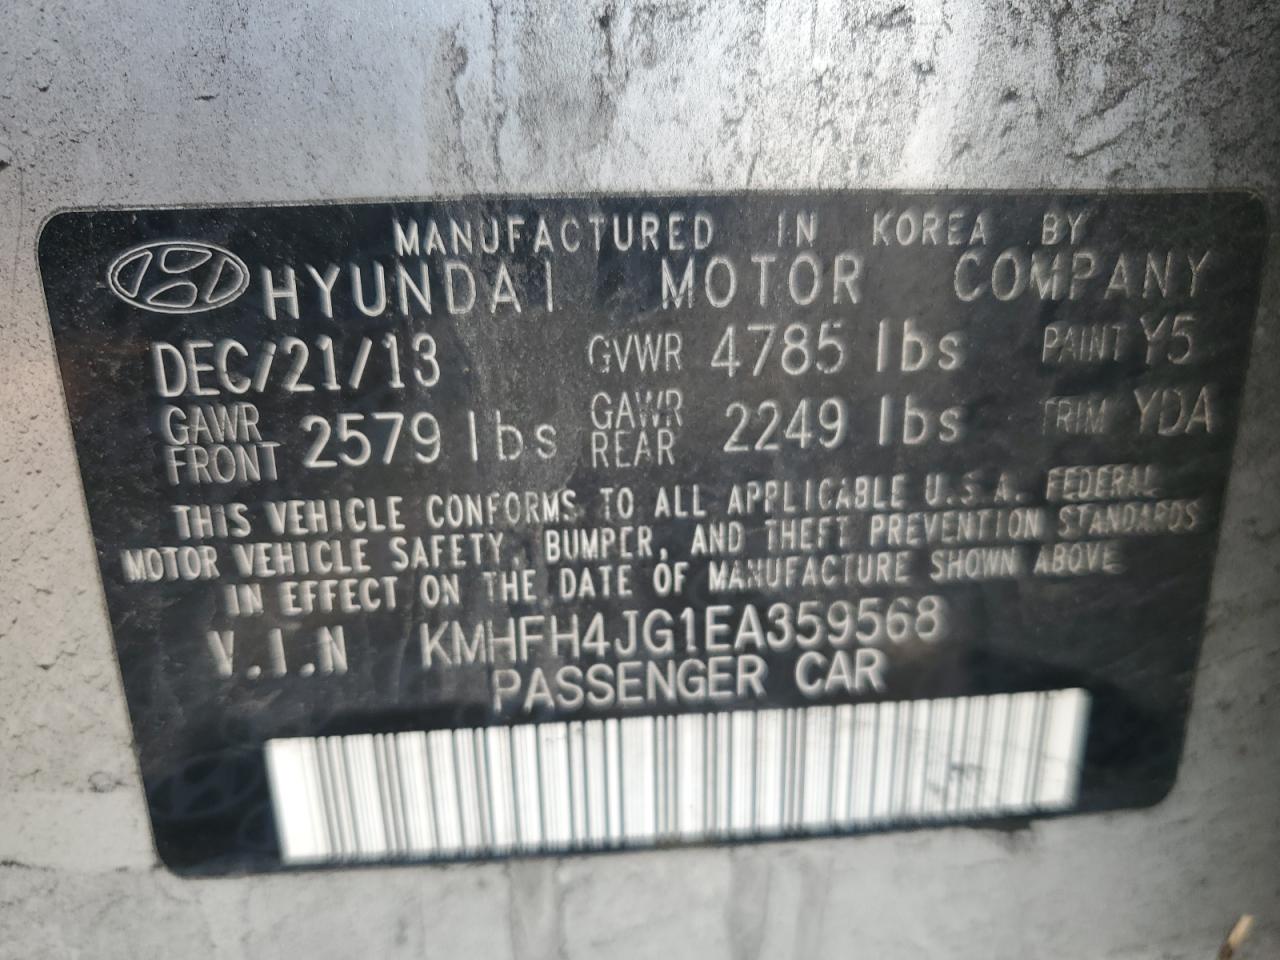 MANUFACTURED IN KOREA BY
HYUNDAI MOTOR COMPANY
DEC/21/13 GVWR 4785 lbs PAINT Y5
GAWR FRONT 2579 lbs GAWR REAR 2249 lbs TRIM YDA
THIS VEHICLE CONFORMS TO ALL APPLICABLE U.S.A. FEDERAL
MOTOR VEHICLE SAFETY, BUMPER, AND THEFT PREVENTION STANDARDS
IN EFFECT ON THE DATE OF MANUFACTURE SHOWN ABOVE
V.I.N KMHFH4JG1EA359568
PASSENGER CAR